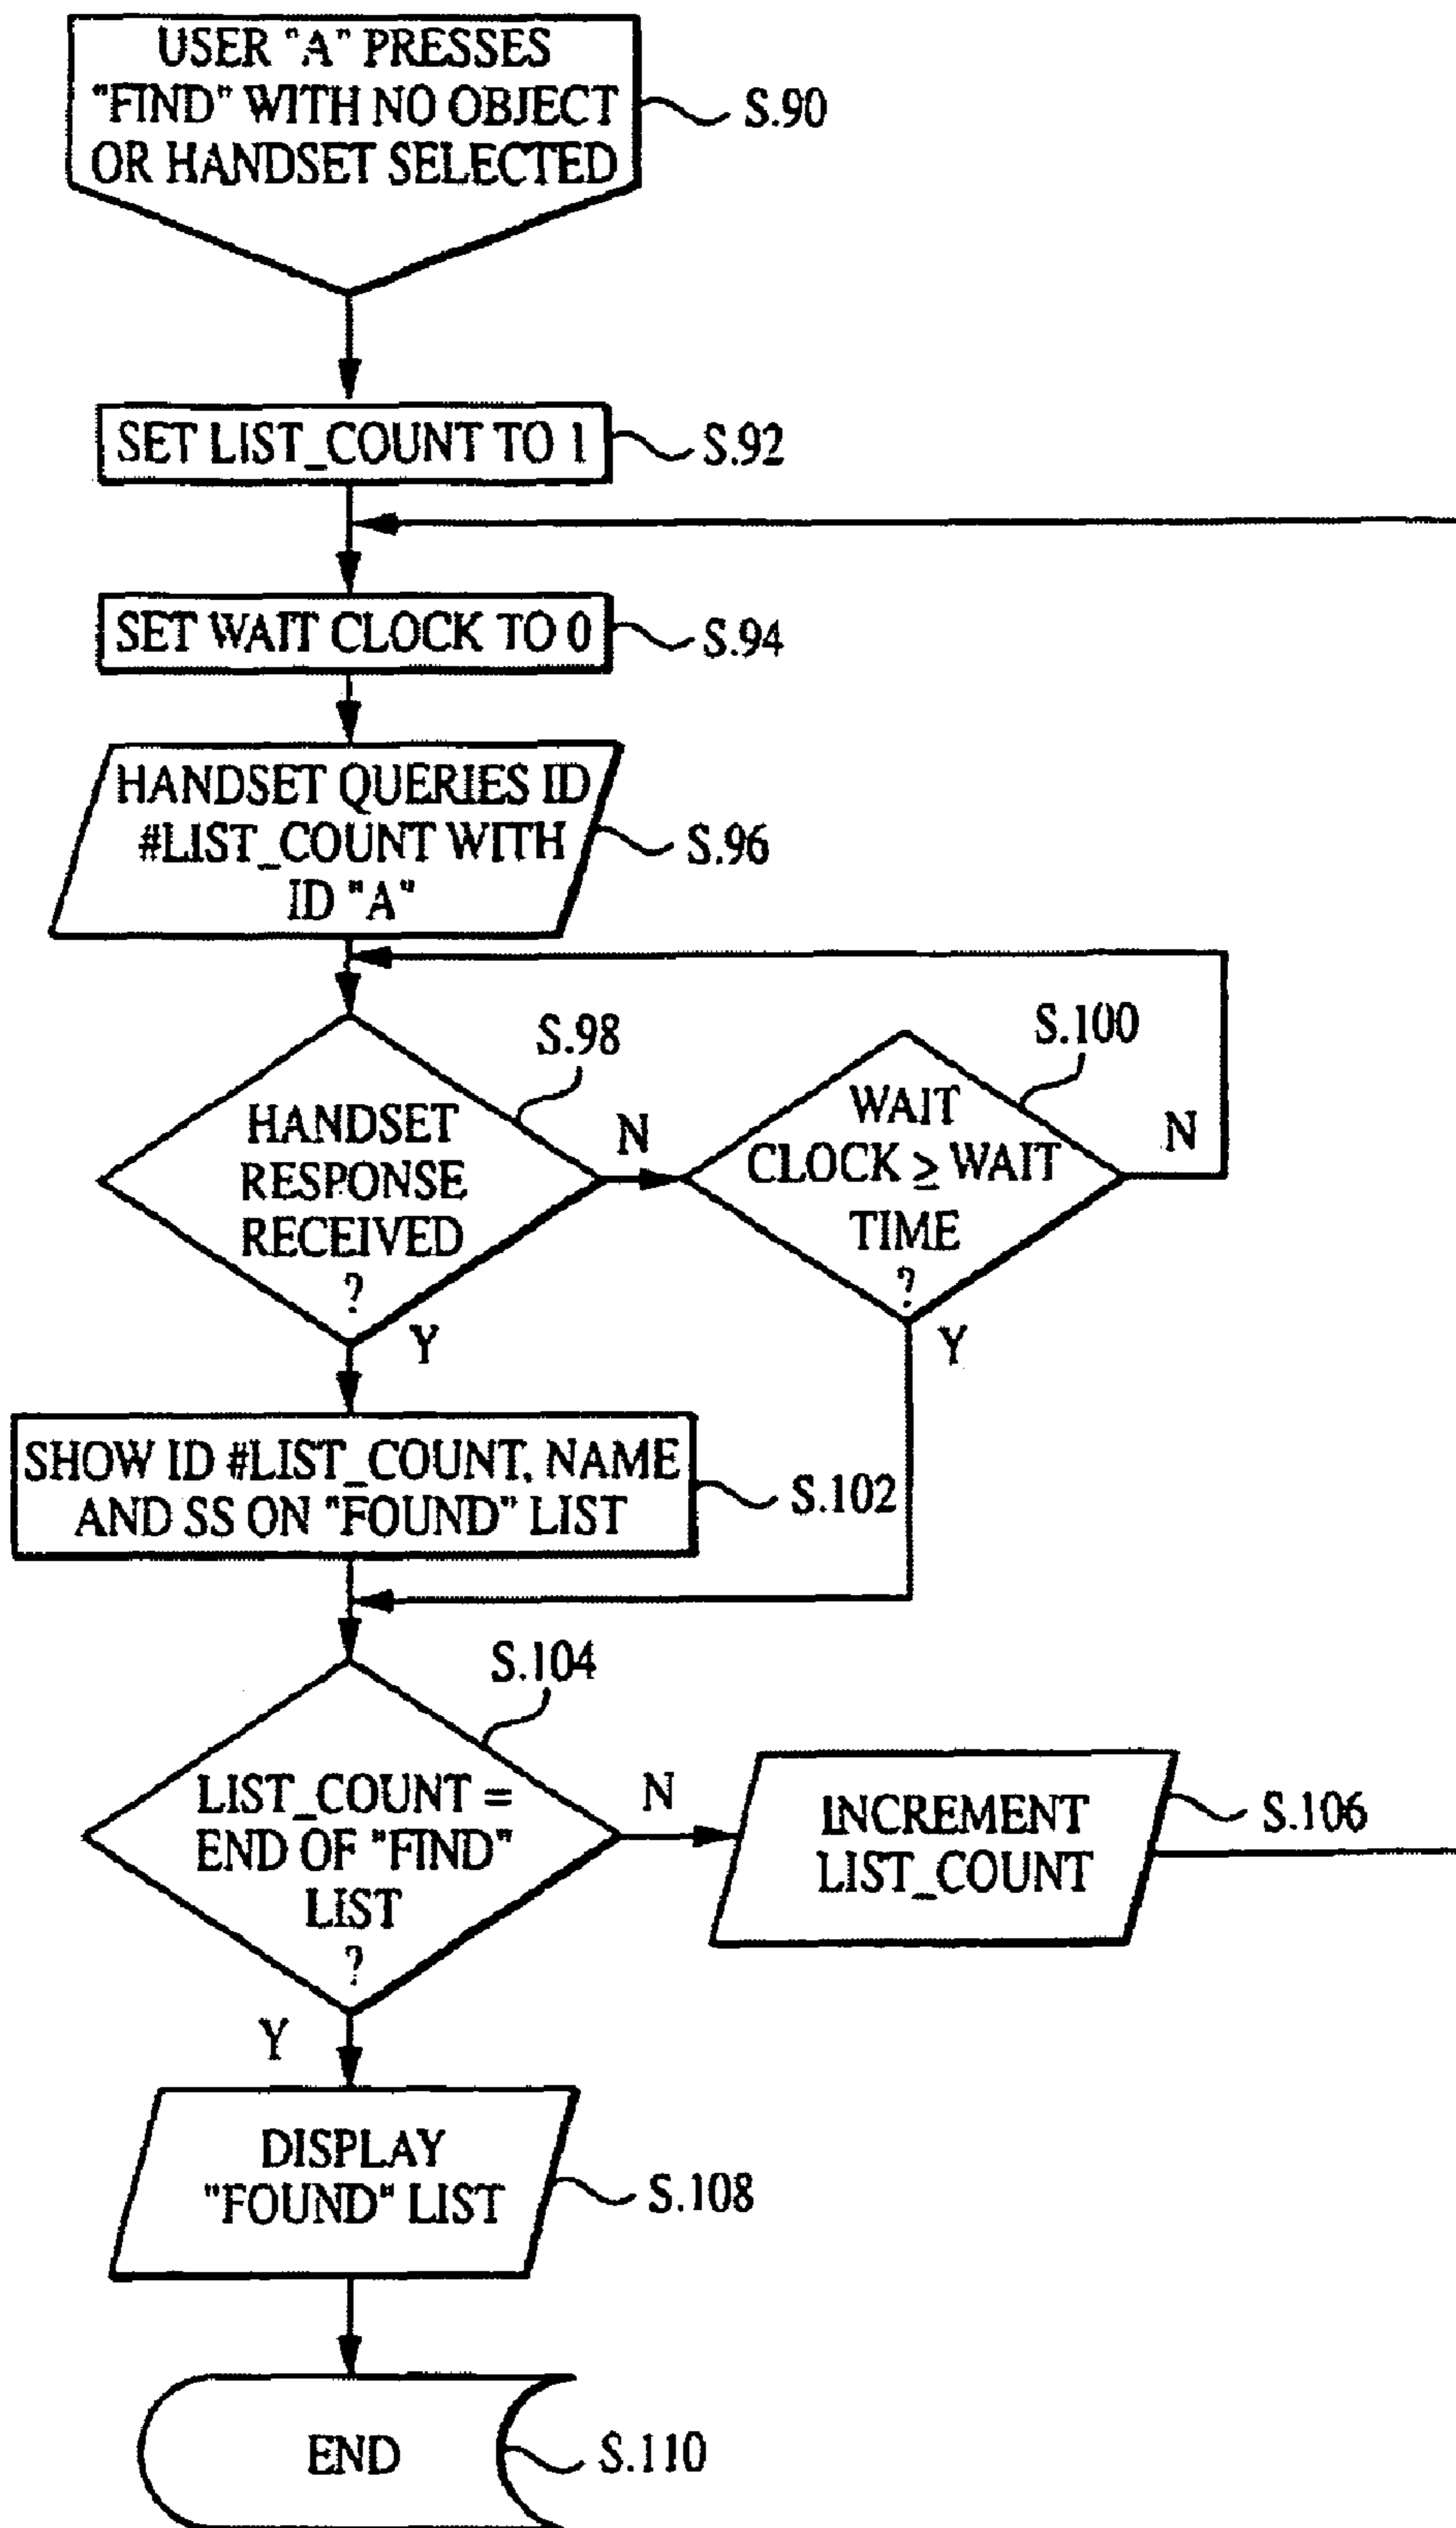 USER "A" PRESSES
"FIND" WITH NO OBJECT
OR HANDSET SELECTED
S.90
SET LIST_COUNT TO 1
S.92
SET WAIT CLOCK TO 0
S.94
HANDSET QUERIES ID
#LIST_COUNT WITH
ID "A"
S.96
S.98
HANDSET
RESPONSE
RECEIVED
?
N
Y
S.100
WAIT
CLOCK ≥ WAIT
TIME
?
N
Y
SHOW ID #LIST_COUNT, NAME
AND SS ON "FOUND" LIST
S.102
S.104
LIST_COUNT =
END OF "FIND"
LIST
?
N
Y
INCREMENT
LIST_COUNT
S.106
DISPLAY
"FOUND" LIST
S.108
END
S.110